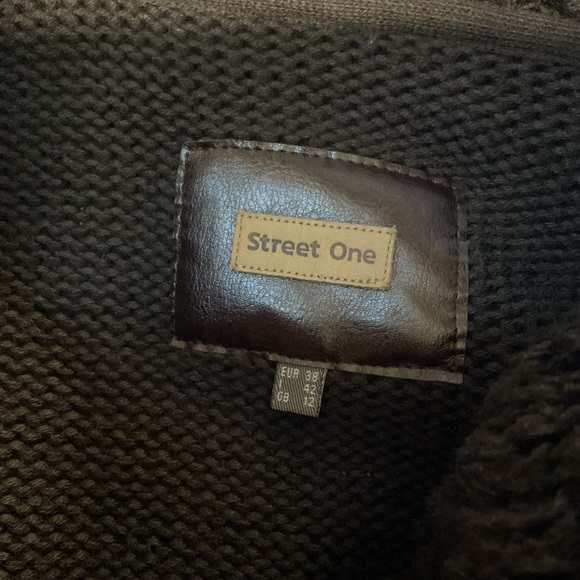 Street One
EUR 38
I 42
GB 12